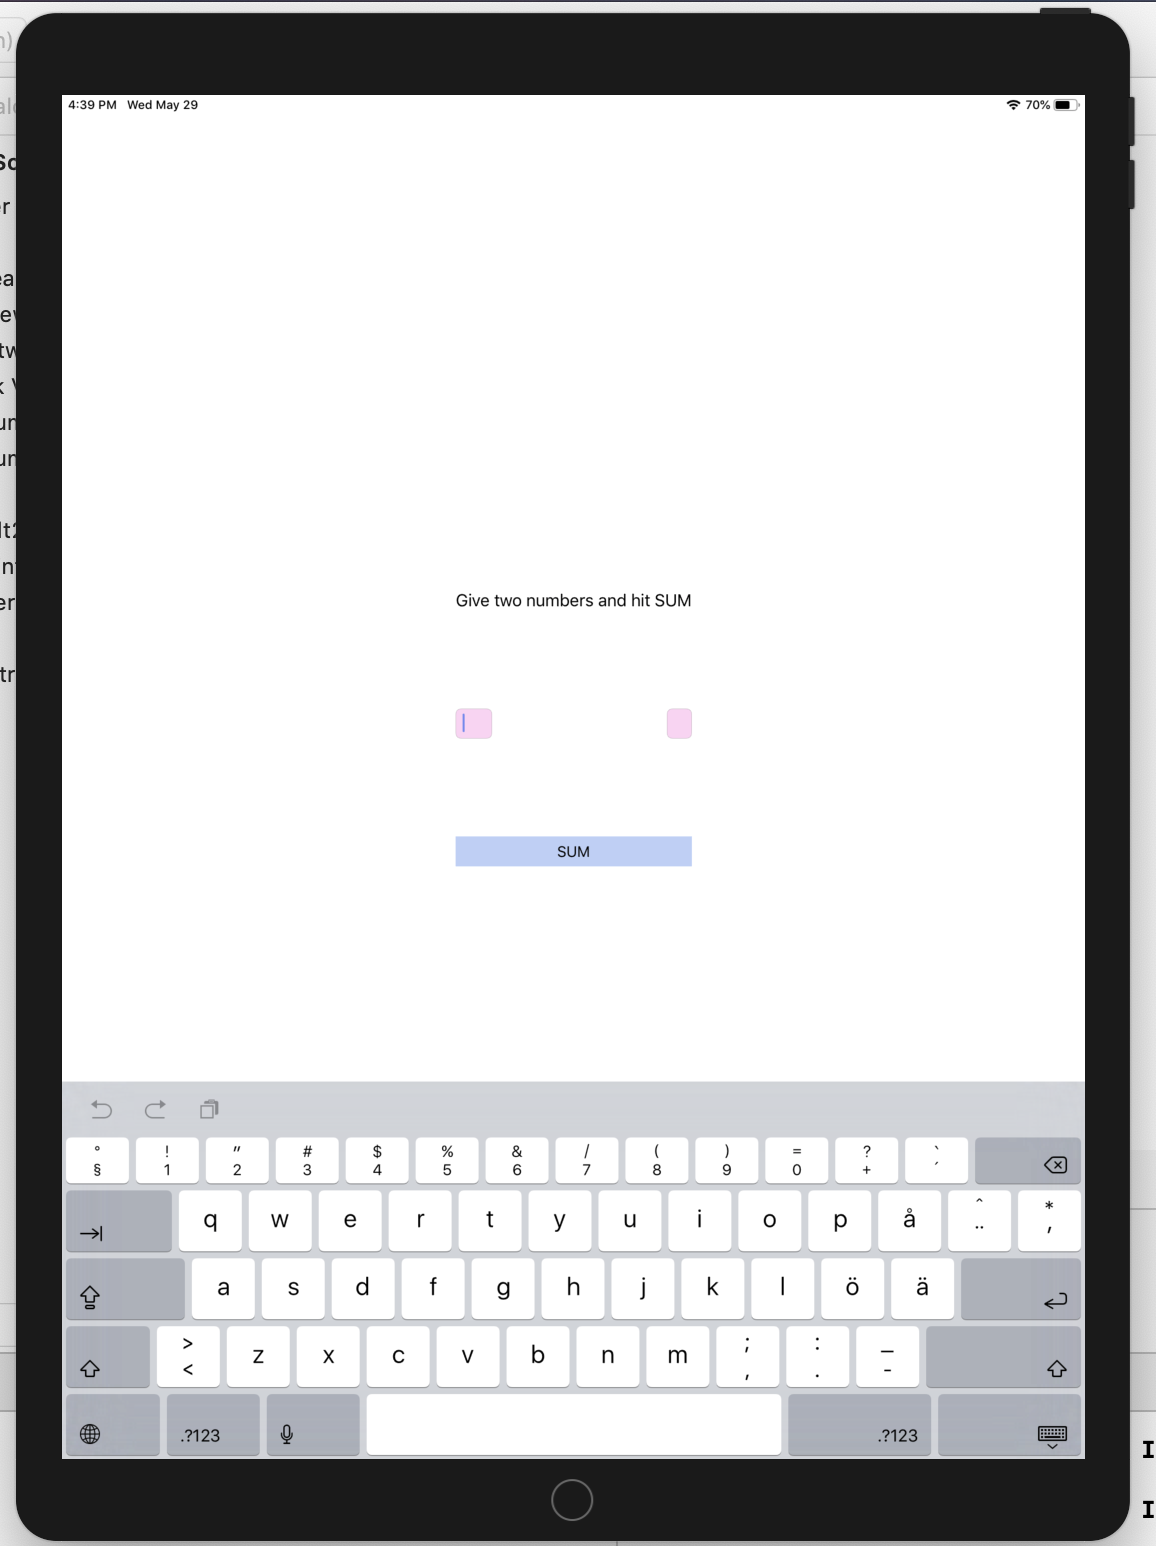 4:39 PM Wed May 29 70%
Give two numbers and hit SUM
SUM
° ! " # $ % & / ( ) = ? `
§ 1 2 3 4 5 6 7 8 9 0 + ´
q w e r t y u i o p å ^ *
¨ '
a s d f g h j k l ö ä
> ; : _
< z x c v b n m , . -
.?123 .?123